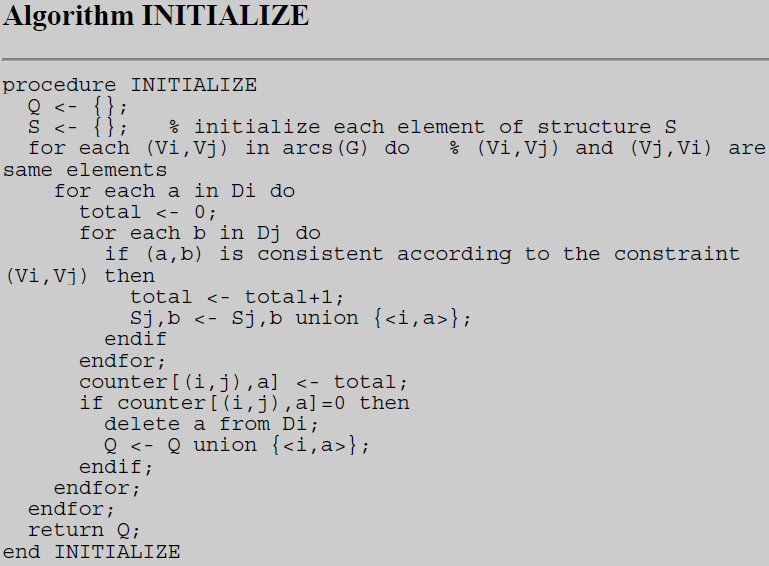 Algorithm INITIALIZE
procedure INITIALIZE
  Q <- {};
  S <- {};   % initialize each element of structure S
  for each (Vi,Vj) in arcs(G) do   % (Vi,Vj) and (Vj,Vi) are
same elements
    for each a in Di do
      total <- 0;
      for each b in Dj do
        if (a,b) is consistent according to the constraint
(Vi,Vj) then
          total <- total+1;
          Sj,b <- Sj,b union {<i,a>};
        endif
      endfor;
      counter[(i,j),a] <- total;
      if counter[(i,j),a]=0 then
        delete a from Di;
        Q <- Q union {<i,a>};
      endif;
    endfor;
  endfor;
  return Q;
end INITIALIZE